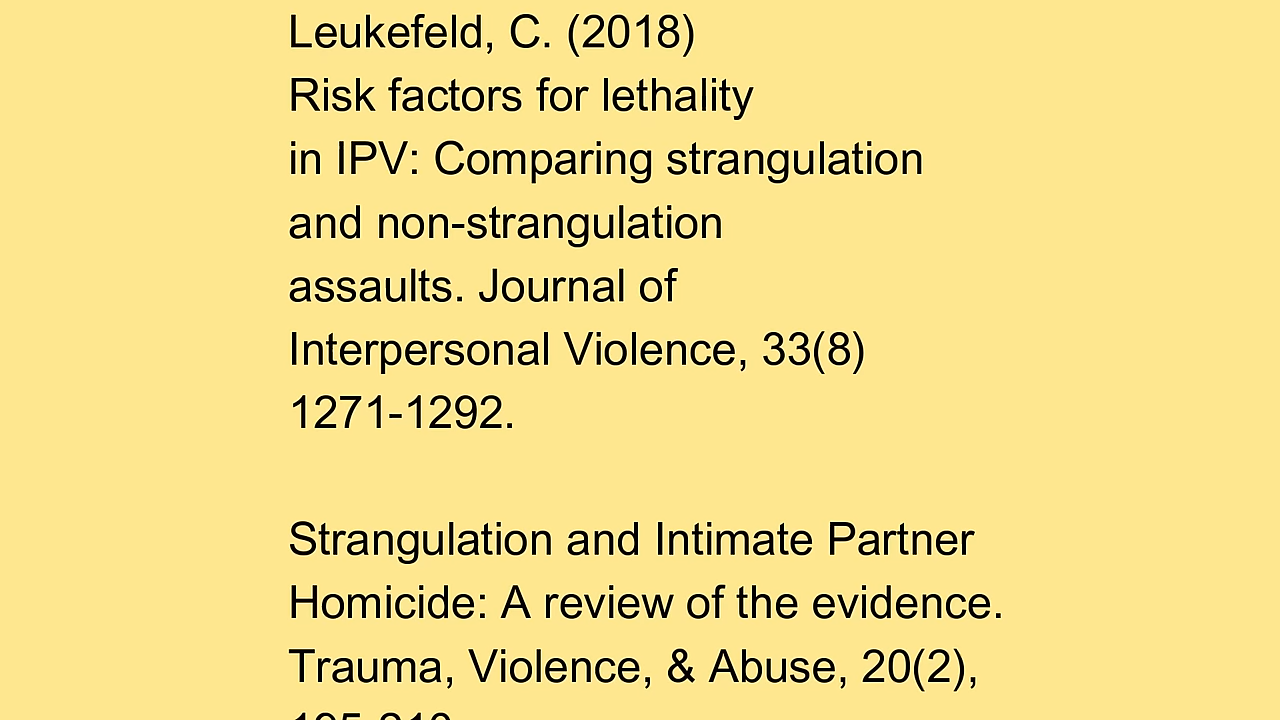 Leukefeld, C. (2018)
Risk factors for lethality
in IPV: Comparing strangulation
and non-strangulation
assaults. Journal of
Interpersonal Violence, 33(8)
1271-1292.
Strangulation and Intimate Partner
Homicide: A review of the evidence.
Trauma, Violence, & Abuse, 20(2),